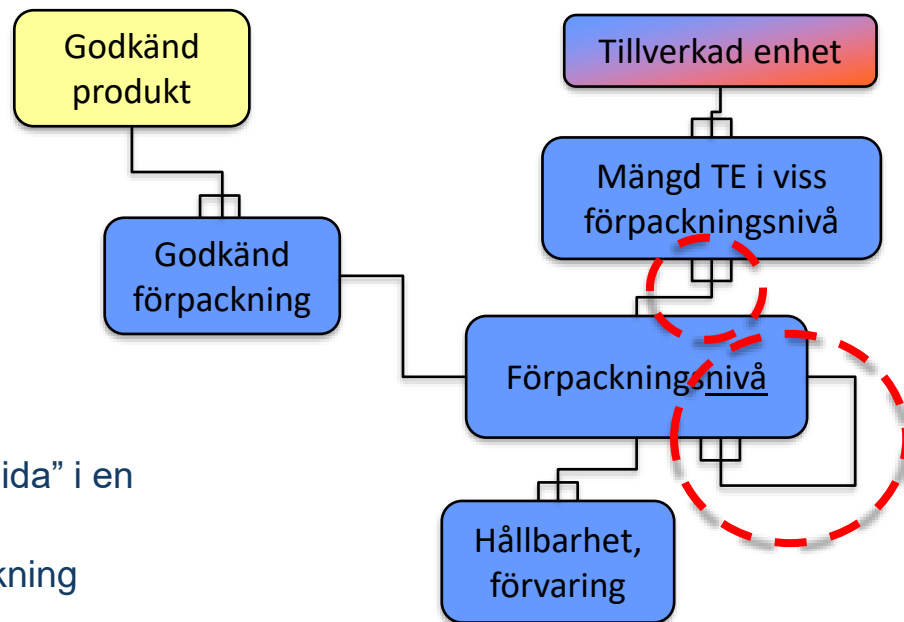 Godkänd
produkt
Tillverkad enhet
Mängd TE i viss
förpackningsnivå
Godkänd
förpackning
Förpackningsnivå
ida” i en
Hållbarhet,
förvaring
kning